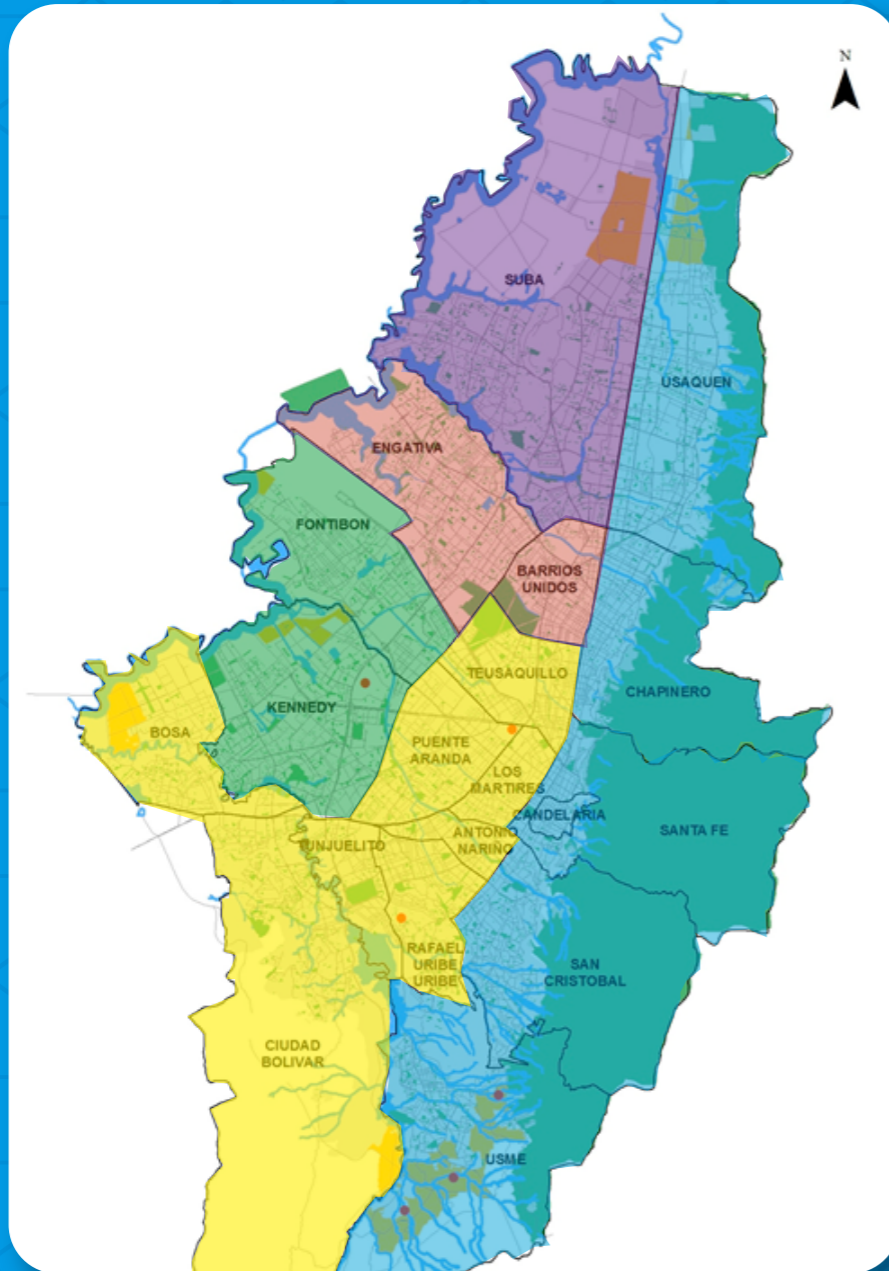 N
SUBA
USAQUEN
ENGATIVA
FONTIBON
BARRIOS
UNIDOS
TEUSAQUILLO
CHAPINERO
KENNEDY
BOSA
PUENTE
ARANDA
LOS
MARTIRES
CANDELARIA
SANTA FE
ANTONIO
NARIÑO
TUNJUELITO
RAFAEL
URIBE
URIBE
SAN
CRISTOBAL
CIUDAD
BOLIVAR
USME